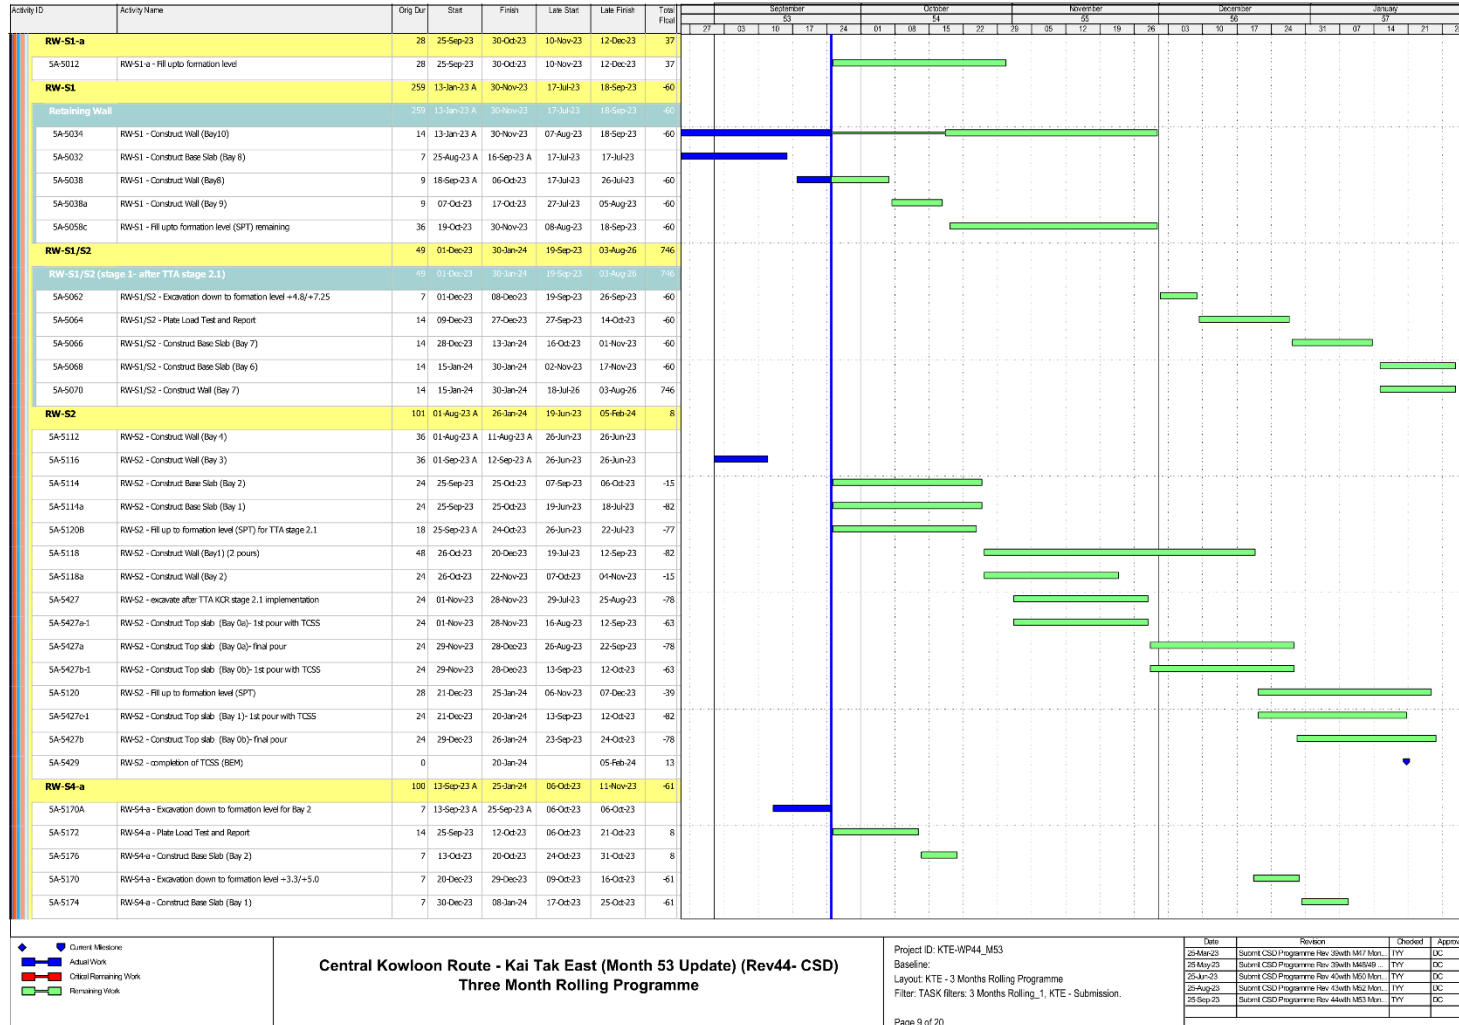 Activity ID Activity Name Orig Dur Start Finish Late Start Late Finish Total Float
September October November December January
53 54 55 56 57
27 03 10 17 24 01 08 15 22 29 05 12 19 26 03 10 17 24 31 07 14 21 28
RW-S1-a 28 25-Sep-23 30-Oct-23 10-Nov-23 12-Dec-23 37
5A-5012 RW-S1-a - Fill upto formation level 28 25-Sep-23 30-Oct-23 10-Nov-23 12-Dec-23 37
RW-S1 259 13-Jan-23 A 30-Nov-23 17-Jul-23 18-Sep-23 -60
Retaining Wall 259 13-Jan-23 A 30-Nov-23 17-Jul-23 18-Sep-23 -60
5A-5034 RW-S1 - Construct Wall (Bay10) 14 13-Jan-23 A 30-Nov-23 07-Aug-23 18-Sep-23 -60
5A-5032 RW-S1 - Construct Base Slab (Bay 8) 7 25-Aug-23 A 16-Sep-23 A 17-Jul-23 17-Jul-23
5A-5038 RW-S1 - Construct Wall (Bay8) 9 18-Sep-23 A 06-Oct-23 17-Jul-23 26-Jul-23 -60
5A-5038a RW-S1 - Construct Wall (Bay 9) 9 07-Oct-23 17-Oct-23 27-Jul-23 05-Aug-23 -60
5A-5058c RW-S1 - Fill upto formation level (SPT) remaining 36 19-Oct-23 30-Nov-23 08-Aug-23 18-Sep-23 -60
RW-S1/S2 49 01-Dec-23 30-Jan-24 19-Sep-23 03-Aug-26 746
RW-S1/S2 (stage 1- after TTA stage 2.1) 49 01-Dec-23 30-Jan-24 19-Sep-23 03-Aug-26 746
5A-5062 RW-S1/S2 - Excavation down to formation level +4.8/+7.25 7 01-Dec-23 08-Dec-23 19-Sep-23 26-Sep-23 -60
5A-5064 RW-S1/S2 - Plate Load Test and Report 14 09-Dec-23 27-Dec-23 27-Sep-23 14-Oct-23 -60
5A-5066 RW-S1/S2 - Construct Base Slab (Bay 7) 14 28-Dec-23 13-Jan-24 16-Oct-23 01-Nov-23 -60
5A-5068 RW-S1/S2 - Construct Base Slab (Bay 6) 14 15-Jan-24 30-Jan-24 02-Nov-23 17-Nov-23 -60
5A-5070 RW-S1/S2 - Construct Wall (Bay 7) 14 15-Jan-24 30-Jan-24 18-Jul-26 03-Aug-26 746
RW-S2 101 01-Aug-23 A 26-Jan-24 19-Jun-23 05-Feb-24 8
5A-5112 RW-S2 - Construct Wall (Bay 4) 36 01-Aug-23 A 11-Aug-23 A 26-Jun-23 26-Jun-23
5A-5116 RW-S2 - Construct Wall (Bay 3) 36 01-Sep-23 A 12-Sep-23 A 26-Jun-23 26-Jun-23
5A-5114 RW-S2 - Construct Base Slab (Bay 2) 24 25-Sep-23 25-Oct-23 07-Sep-23 06-Oct-23 -15
5A-5114a RW-S2 - Construct Base Slab (Bay 1) 24 25-Sep-23 25-Oct-23 19-Jun-23 18-Jul-23 -82
5A-5120B RW-S2 - Fill up to formation level (SPT) for TTA stage 2.1 18 25-Sep-23 A 24-Oct-23 26-Jun-23 22-Jul-23 -77
5A-5118 RW-S2 - Construct Wall (Bay1) (2 pours) 48 26-Oct-23 20-Dec-23 19-Jul-23 12-Sep-23 -82
5A-5118a RW-S2 - Construct Wall (Bay 2) 24 26-Oct-23 22-Nov-23 07-Oct-23 04-Nov-23 -15
5A-5427 RW-S2 - excavate after TTA KCR stage 2.1 implementation 24 01-Nov-23 28-Nov-23 29-Jul-23 25-Aug-23 -78
5A-5427a-1 RW-S2 - Construct Top slab (Bay 0a)- 1st pour with TCSS 24 01-Nov-23 28-Nov-23 16-Aug-23 12-Sep-23 -63
5A-5427a RW-S2 - Construct Top slab (Bay 0a)- final pour 24 29-Nov-23 28-Dec-23 26-Aug-23 22-Sep-23 -78
5A-5427b-1 RW-S2 - Construct Top slab (Bay 0b)- 1st pour with TCSS 24 29-Nov-23 28-Dec-23 13-Sep-23 12-Oct-23 -63
5A-5120 RW-S2 - Fill up to formation level (SPT) 28 21-Dec-23 25-Jan-24 06-Nov-23 07-Dec-23 -39
5A-5427c-1 RW-S2 - Construct Top slab (Bay 1)- 1st pour with TCSS 24 21-Dec-23 20-Jan-24 13-Sep-23 12-Oct-23 -82
5A-5427b RW-S2 - Construct Top slab (Bay 0b)- final pour 24 29-Dec-23 26-Jan-24 23-Sep-23 24-Oct-23 -78
5A-5429 RW-S2 - completion of TCSS (BEM) 0 20-Jan-24 05-Feb-24 13
RW-S4-a 100 13-Sep-23 A 25-Jan-24 06-Oct-23 11-Nov-23 -61
5A-5170A RW-S4-a - Excavation down to formation level for Bay 2 7 13-Sep-23 A 25-Sep-23 A 06-Oct-23 06-Oct-23
5A-5172 RW-S4-a - Plate Load Test and Report 14 25-Sep-23 12-Oct-23 06-Oct-23 21-Oct-23 8
5A-5176 RW-S4-a - Construct Base Slab (Bay 2) 7 13-Oct-23 20-Oct-23 24-Oct-23 31-Oct-23 8
5A-5170 RW-S4-a - Excavation down to formation level +3.3/+5.0 7 20-Dec-23 29-Dec-23 09-Oct-23 16-Oct-23 -61
5A-5174 RW-S4-a - Construct Base Slab (Bay 1) 7 30-Dec-23 08-Jan-24 17-Oct-23 25-Oct-23 -61
Current Milestone
Actual Work
Critical Remaining Work
Remaining Work
Central Kowloon Route - Kai Tak East (Month 53 Update) (Rev44- CSD)
Three Month Rolling Programme
Project ID: KTE-WP44_M53
Baseline:
Layout: KTE - 3 Months Rolling Programme
Filter: TASK filters: 3 Months Rolling_1, KTE - Submission.
Page 9 of 20
Date Revision Checked Approv
25-Mar-23 Submit CSD Programme Rev 39with M47 Mon... TYY DC
25-May-23 Submit CSD Programme Rev 39with M48/49 ... TYY DC
25-Jun-23 Submit CSD Programme Rev 40with M50 Mon... TYY DC
25-Aug-23 Submit CSD Programme Rev 43with M52 Mon... TYY DC
25-Sep-23 Submit CSD Programme Rev 44with M53 Mon... TYY DC